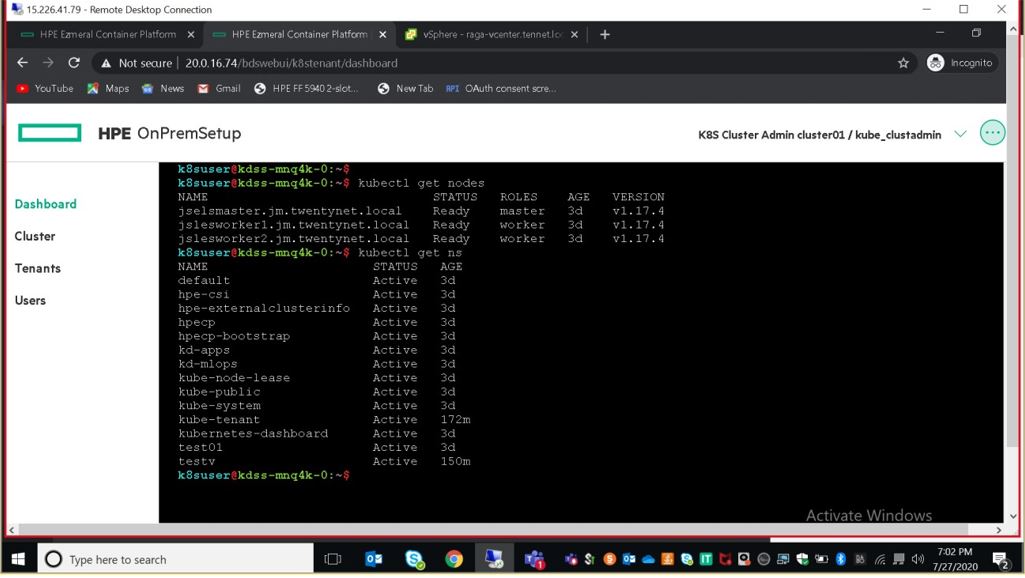 15.226.41.79 - Remote Desktop Connection
HPE Ezmeral Container Platform
HPE Ezmeral Container Platform
vSphere - raga-vcenter.tennet.loc
Not secure | 20.0.16.74/bdswebui/k8stenant/dashboard
Incognito
YouTube Maps News Gmail HPE FF 5940 2-slot... New Tab API OAuth consent scre...
HPE OnPremSetup
K8S Cluster Admin cluster01 / kube_clustadmin
Dashboard
Cluster
Tenants
Users
k8suser@kdss-mnq4k-0:~$
k8suser@kdss-mnq4k-0:~$ kubectl get nodes
NAME STATUS ROLES AGE VERSION
jselsmaster.jm.twentynet.local Ready master 3d v1.17.4
jslesworker1.jm.twentynet.local Ready worker 3d v1.17.4
jslesworker2.jm.twentynet.local Ready worker 3d v1.17.4
k8suser@kdss-mnq4k-0:~$ kubectl get ns
NAME STATUS AGE
default Active 3d
hpe-csi Active 3d
hpe-externalclusterinfo Active 3d
hpecp Active 3d
hpecp-bootstrap Active 3d
kd-apps Active 3d
kd-mlops Active 3d
kube-node-lease Active 3d
kube-public Active 3d
kube-system Active 3d
kube-tenant Active 172m
kubernetes-dashboard Active 3d
test01 Active 3d
testv Active 150m
k8suser@kdss-mnq4k-0:~$
Activate Windows
Type here to search
7:02 PM
7/27/2020
2